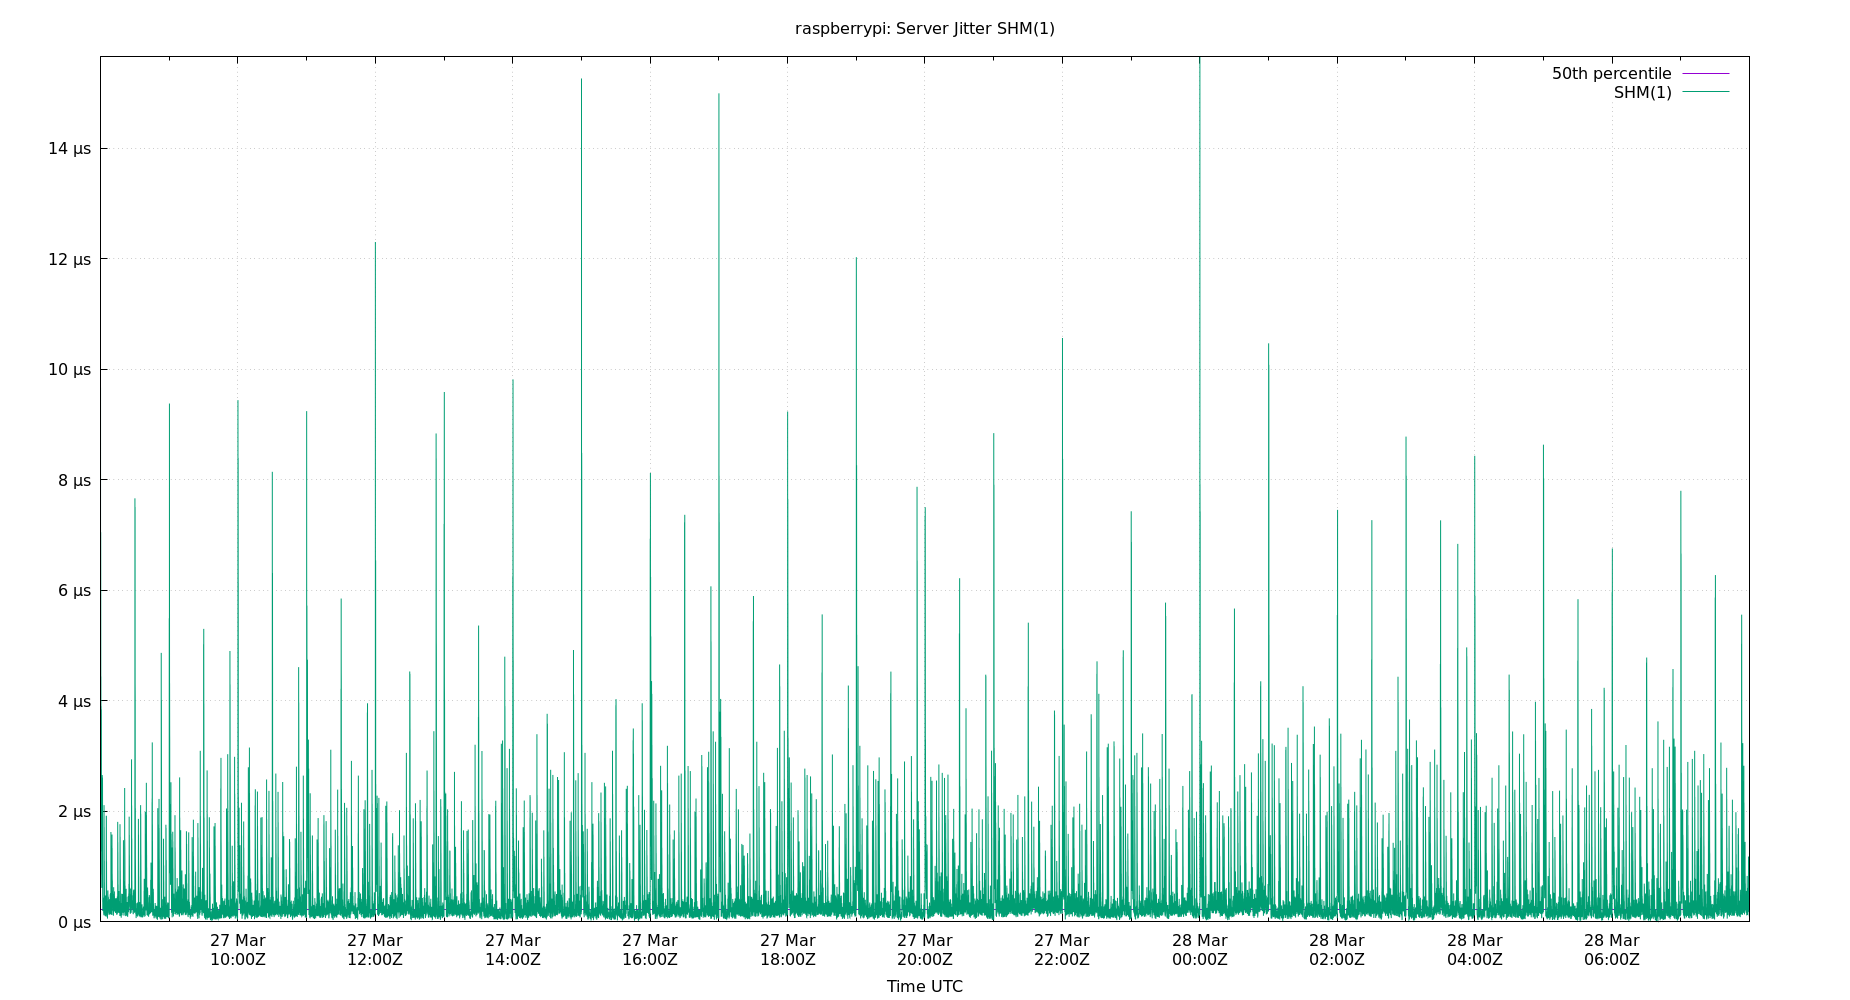 raspberrypi: Server Jitter SHM(1)
50th percentile
SHM(1)
14 µs
12 µs
10 µs
8 µs
6 µs
4 µs
2 µs
0 µs
27 Mar 27 Mar 27 Mar 27 Mar 27 Mar 27 Mar 27 Mar 28 Mar 28 Mar 28 Mar 28 Mar
10:00Z 12:00Z 14:00Z 16:00Z 18:00Z 20:00Z 22:00Z 00:00Z 02:00Z 04:00Z 06:00Z
Time UTC